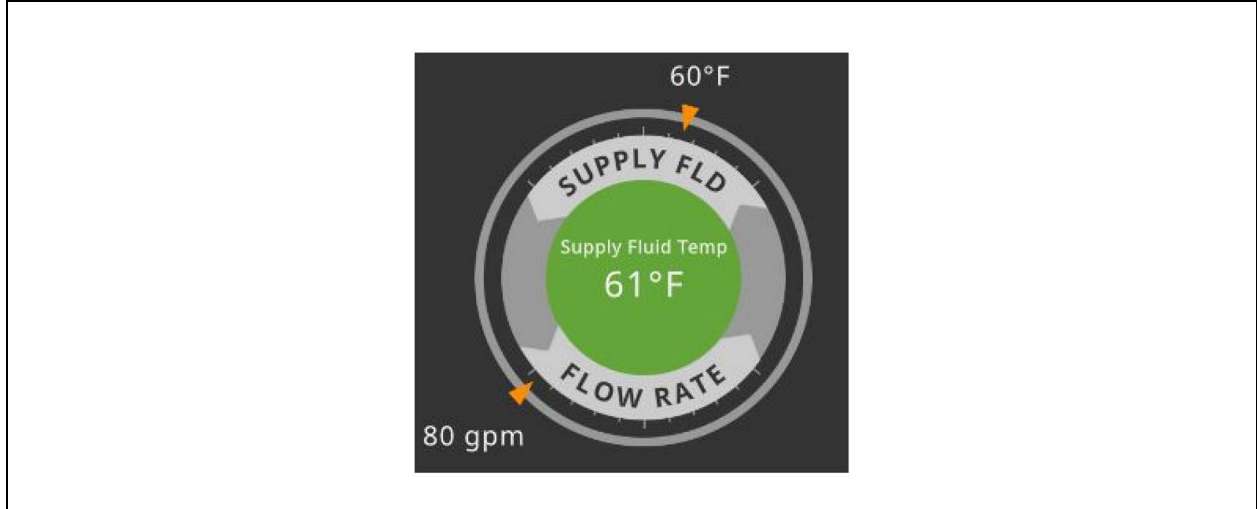 60°F
SUPPLY FLD
Supply Fluid Temp
61°F
FLOW RATE
80 gpm